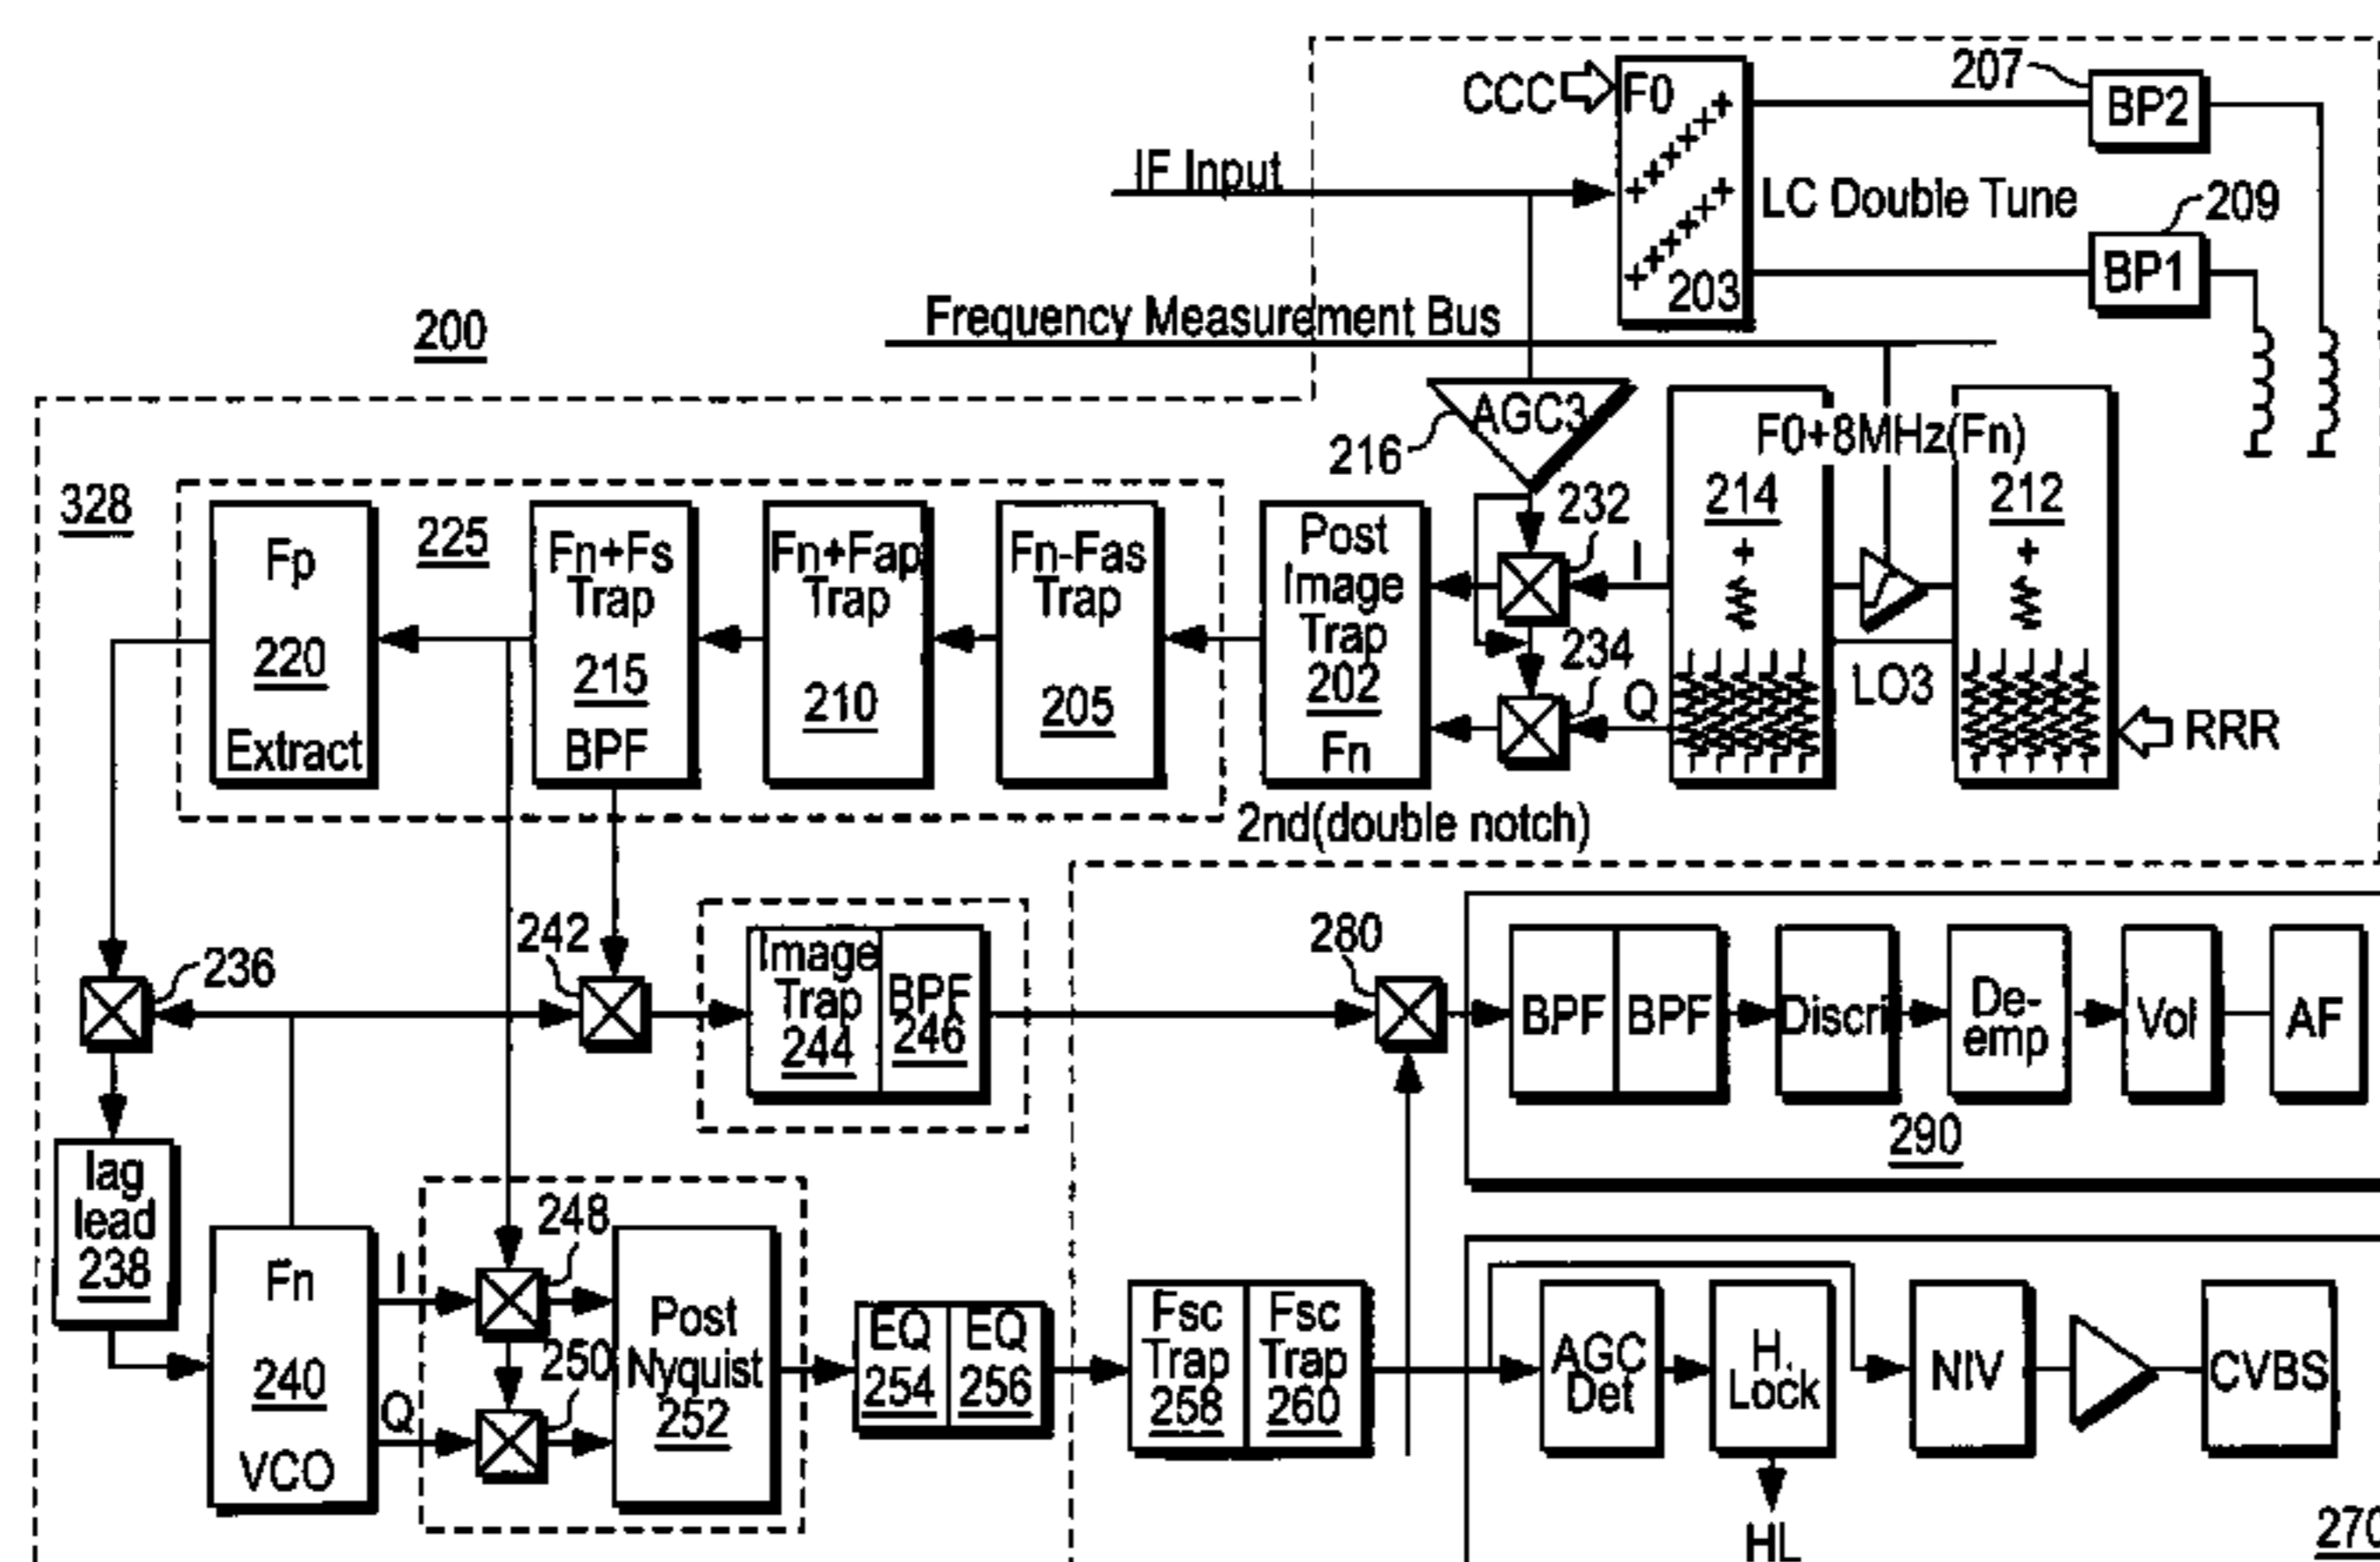 CCC
F0
207
BP2
IF Input
LC Double Tune
209
BP1
203
200
Frequency Measurement Bus
AGC3
216
F0+8MHz(Fn)
214
212
232
328
225
Fp
220
Extract
Fn+Fs
Trap
215
BPF
Fn+Fap
Trap
210
Fn-Fas
Trap
205
Post
Image
Trap
202
Fn
I
234
Q
LO3
RRR
2nd(double notch)
236
242
Image
Trap
244
BPF
246
280
BPF
BPF
Discri
De-
emp
Vol
AF
290
lag
lead
238
Fn
240
VCO
I
Q
248
250
Post
Nyquist
252
EQ
254
EQ
256
Fsc
Trap
258
Fsc
Trap
260
AGC
Det
H.
Lock
HL
NIV
CVBS
270